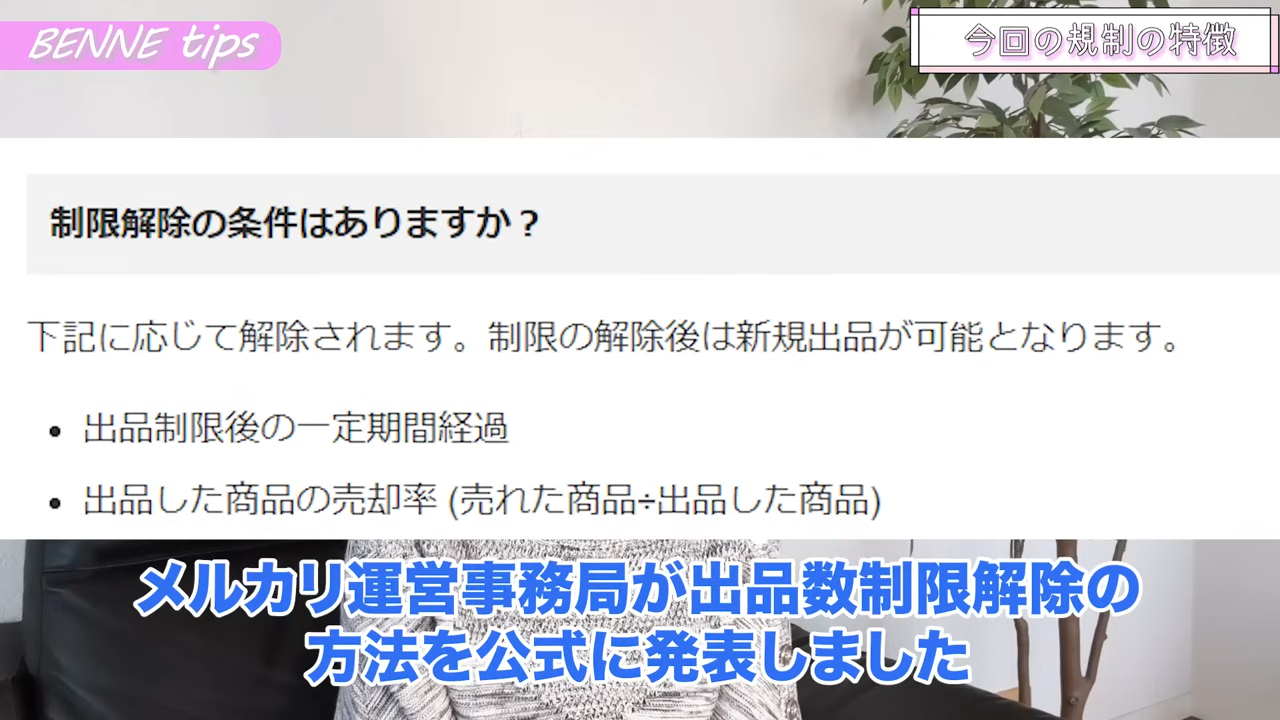 BENNE tips
今回の規制の特徴
制限解除の条件はありますか？
下記に応じて解除されます。制限の解除後は新規出品が可能となります。
• 出品制限後の一定期間経過
• 出品した商品の売却率 (売れた商品÷出品した商品)
メルカリ運営事務局が出品数制限解除の
方法を公式に発表しました